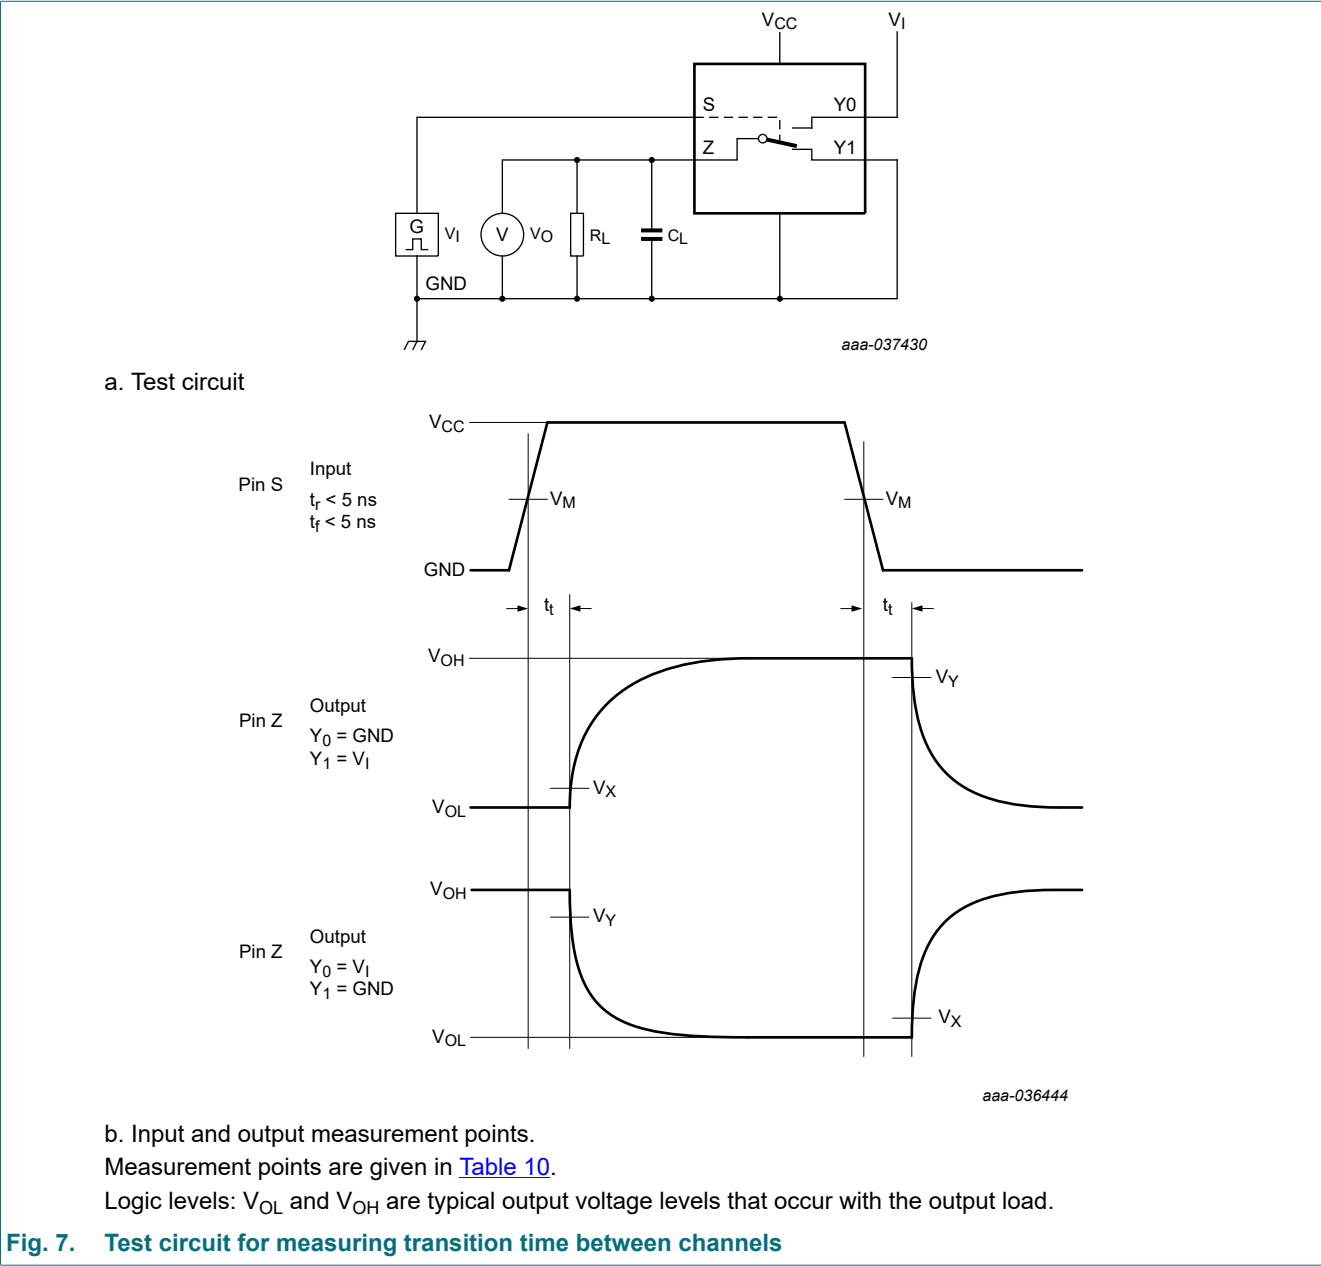 VCC VI
S Y0
Z Y1
G VI V VO RL CL
GND
aaa-037430
a. Test circuit
VCC
Pin S Input
tr < 5 ns
tf < 5 ns
VM VM
GND
tt tt
VOH
VY
Pin Z Output
Y0 = GND
Y1 = VI
VX
VOL
VOH
VY
Pin Z Output
Y0 = VI
Y1 = GND
VX
VOL
aaa-036444
b. Input and output measurement points.
Measurement points are given in Table 10.
Logic levels: VOL and VOH are typical output voltage levels that occur with the output load.
Fig. 7. Test circuit for measuring transition time between channels